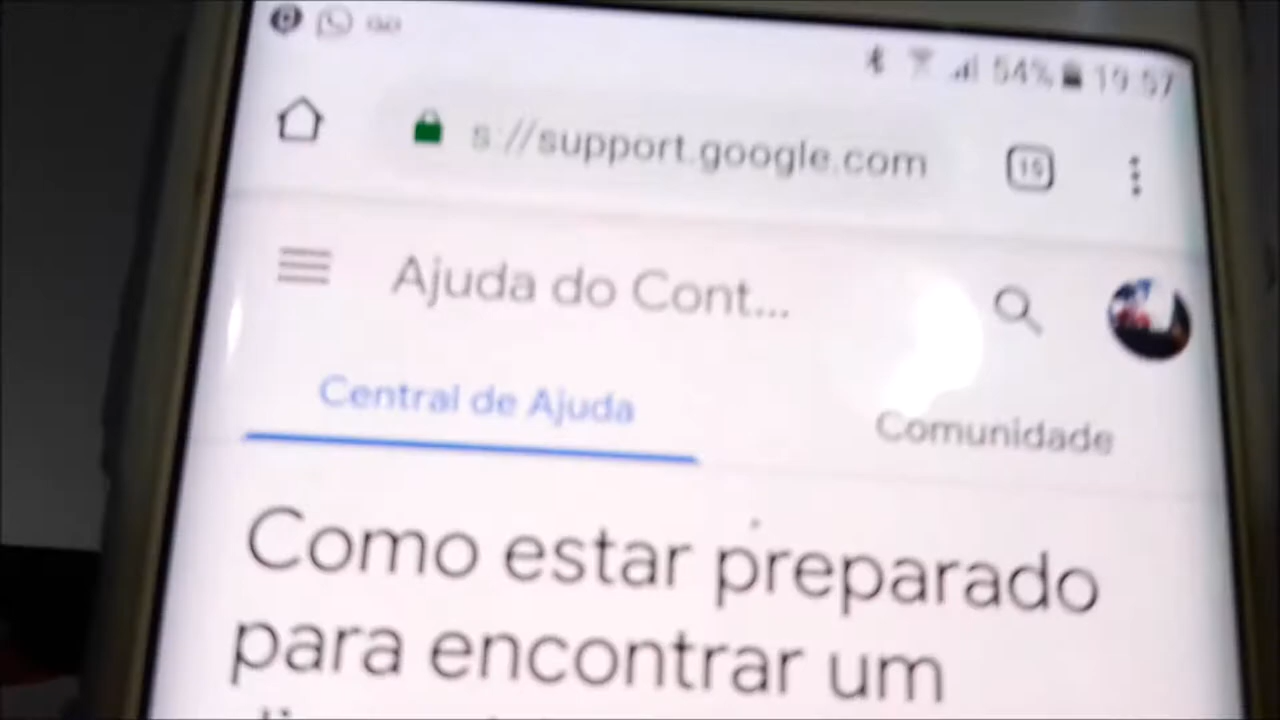 54% 19:57
s://support.google.com 15
Ajuda do Cont...
Central de Ajuda Comunidade
Como estar preparado
para encontrar um